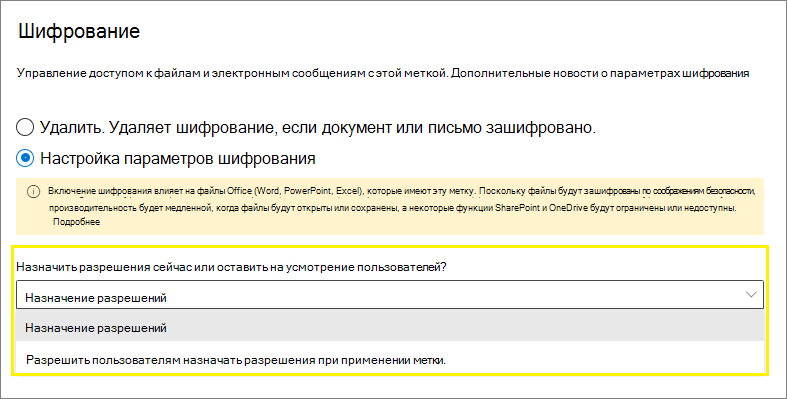 Шифрование
Управление доступом к файлам и электронным сообщениям с этой меткой. Дополнительные новости о параметрах шифрования
Удалить. Удаляет шифрование, если документ или письмо зашифровано.
Настройка параметров шифрования
Включение шифрования влияет на файлы Office (Word, PowerPoint, Excel), которые имеют эту метку. Поскольку файлы будут зашифрованы по соображениям безопасности,
производительность будет медленной, когда файлы будут открыты или сохранены, а некоторые функции SharePoint и OneDrive будут ограничены или недоступны.
Подробнее
Назначить разрешения сейчас или оставить на усмотрение пользователей?
Назначение разрешений
Назначение разрешений
Разрешить пользователям назначать разрешения при применении метки.